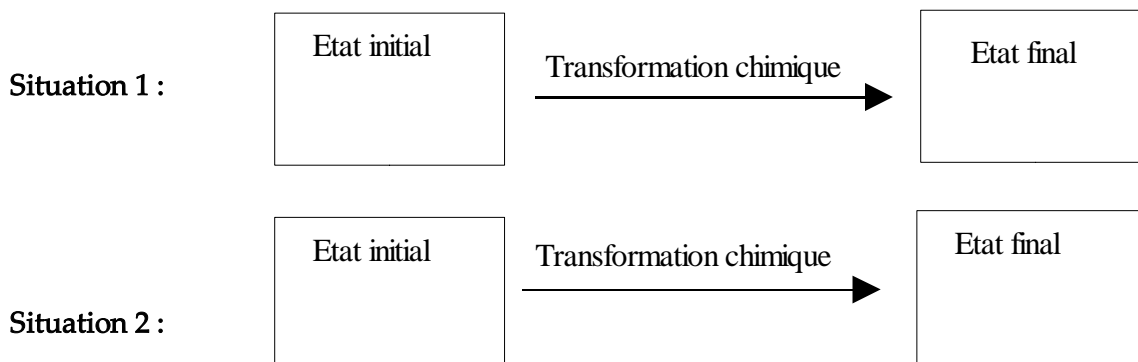 Situation 1 :
Etat initial
Transformation chimique
Etat final
Situation 2 :
Etat initial
Transformation chimique
Etat final